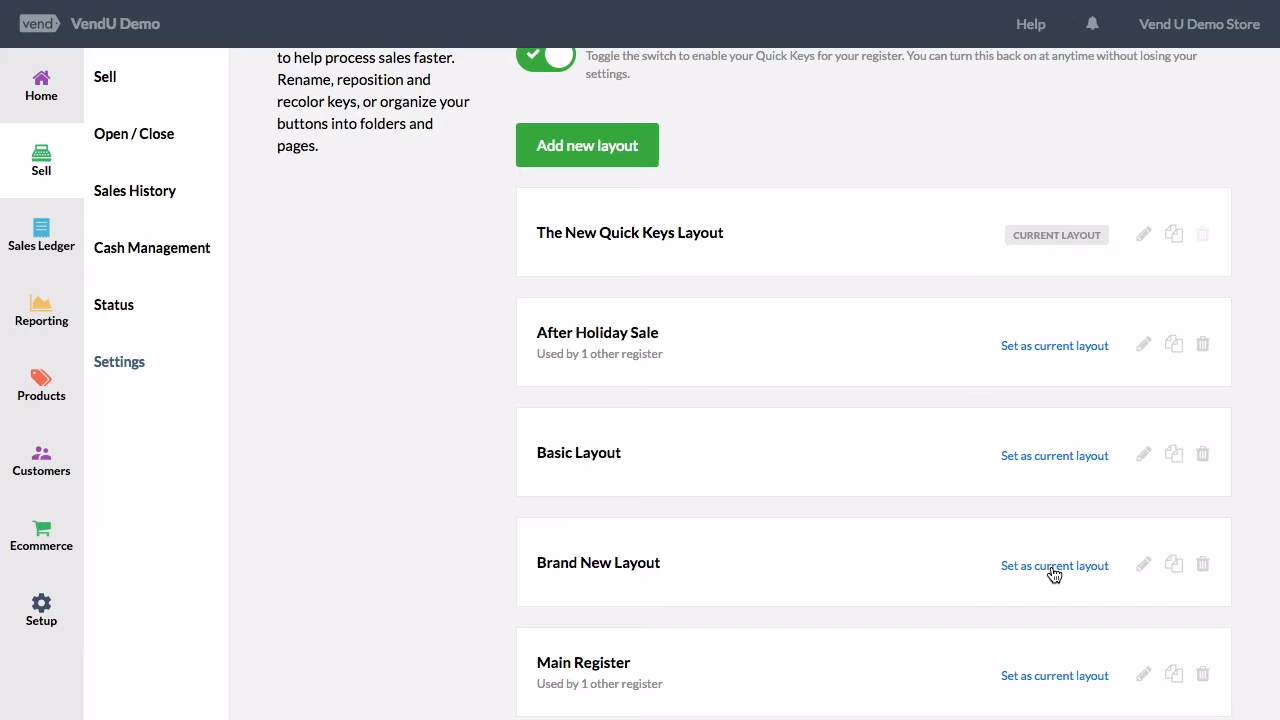 vend VendU Demo
Help
Vend U Demo Store
Home
Sell
Sales Ledger
Reporting
Products
Customers
Ecommerce
Setup
Sell
Open / Close
Sales History
Cash Management
Status
Settings
to help process sales faster.
Rename, reposition and
recolor keys, or organize your
buttons into folders and
pages.
Toggle the switch to enable your Quick Keys for your register. You can turn this back on at anytime without losing your
settings.
Add new layout
The New Quick Keys Layout
CURRENT LAYOUT
After Holiday Sale
Used by 1 other register
Set as current layout
Basic Layout
Set as current layout
Brand New Layout
Set as current layout
Main Register
Used by 1 other register
Set as current layout